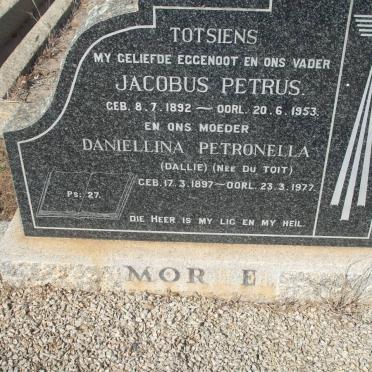 TOTSIENS
MY GELIEFDE EGGENOOT EN ONS VADER
JACOBUS PETRUS.
GEB. 8.7.1892 — OORL. 20.6.1953.
EN ONS MOEDER
DANIELLINA PETRONELLA
(DALLIE) (NEE DU TOIT)
GEB. 17.3.1897 — OORL. 23.3.1977.
PS: 27.
DIE HEER IS MY LIG EN MY HEIL.
MOR E